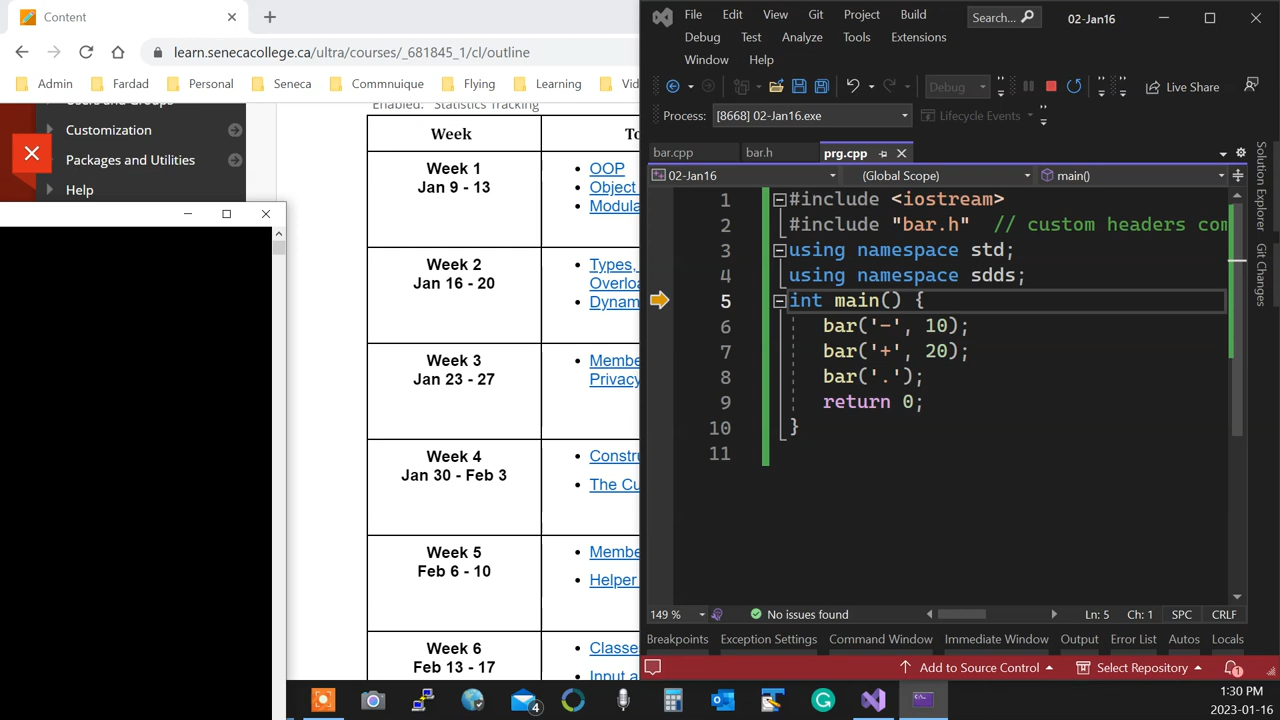 Content
learn.senecacollege.ca/ultra/courses/_681845_1/cl/outline
Admin
Fardad
Personal
Seneca
Commnuique
Flying
Learning
Vid
Customization
Packages and Utilities
Help
Enabled: Statistics Tracking
Week
To
Week 1
Jan 9 - 13
OOP
Object
Modula
Week 2
Jan 16 - 20
Types,
Overloa
Dynam
Week 3
Jan 23 - 27
Membe
Privacy
Week 4
Jan 30 - Feb 3
Constru
The Cu
Week 5
Feb 6 - 10
Membe
Helper
Week 6
Feb 13 - 17
Classe
Input a
File Edit View Git Project Build
Search...
02-Jan16
Debug Test Analyze Tools Extensions
Window Help
Debug
Live Share
Process: [8668] 02-Jan16.exe
Lifecycle Events
bar.cpp bar.h prg.cpp
02-Jan16
(Global Scope)
main()
1 #include <iostream>
2 #include "bar.h" // custom headers com
3 using namespace std;
4 using namespace sdds;
5 int main() {
6 bar('-', 10);
7 bar('+', 20);
8 bar('.');
9 return 0;
10 }
11
Solution Explorer
Git Changes
149 %
No issues found
Ln: 5 Ch: 1 SPC CRLF
Breakpoints Exception Settings Command Window Immediate Window Output Error List Autos Locals
Add to Source Control
Select Repository
1
4
1:30 PM
2023-01-16